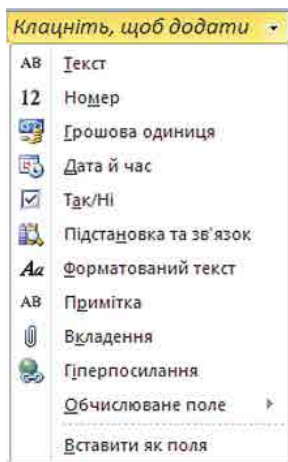 Клацніть, щоб додати
AB Текст
12 Номер
Грошова одиниця
Дата й час
Так/Ні
Підстановка та зв'язок
Aa Форматований текст
AB Примітка
Вкладення
Гіперпосилання
Обчислюване поле
Вставити як поля